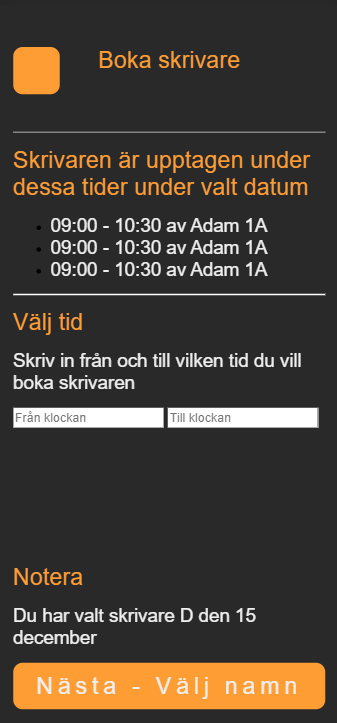 Boka skrivare
Skrivaren är upptagen under
dessa tider under valt datum
09:00 - 10:30 av Adam 1A
09:00 - 10:30 av Adam 1A
09:00 - 10:30 av Adam 1A
Välj tid
Skriv in från och till vilken tid du vill
boka skrivaren
Från klockan Till klockan
Notera
Du har valt skrivare D den 15
december
Nästa - Välj namn